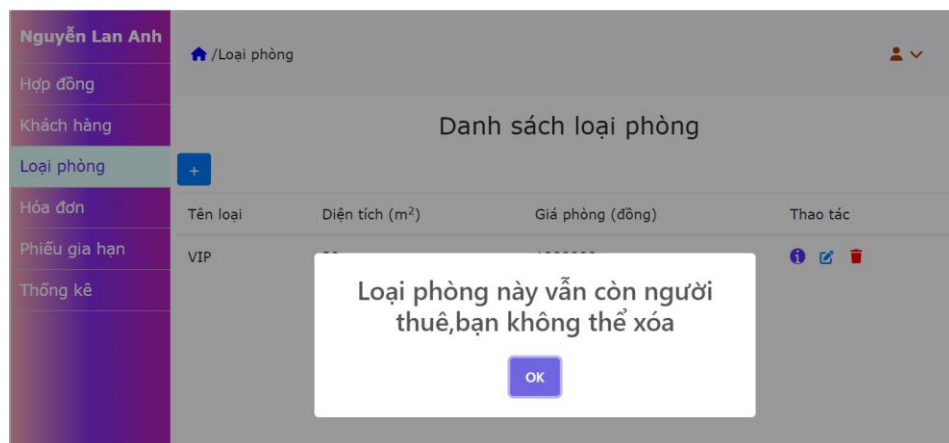 Nguyễn Lan Anh
/Loại phòng
Hợp đồng
Khách hàng
Loại phòng
Hóa đơn
Phiếu gia hạn
Thống kê
Danh sách loại phòng
+
Tên loại Diện tích (m²) Giá phòng (đồng) Thao tác
VIP
Loại phòng này vẫn còn người
thuê,bạn không thể xóa
OK